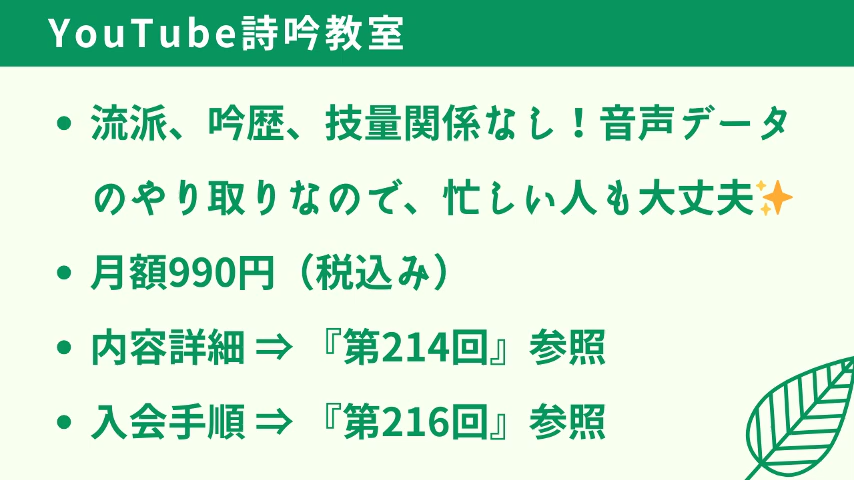 YouTube詩吟教室
• 流派、吟歴、技量関係なし！音声データ
のやり取りなので、忙しい人も大丈夫✨
• 月額990円（税込み）
• 内容詳細 ⇒ 『第214回』参照
• 入会手順 ⇒ 『第216回』参照